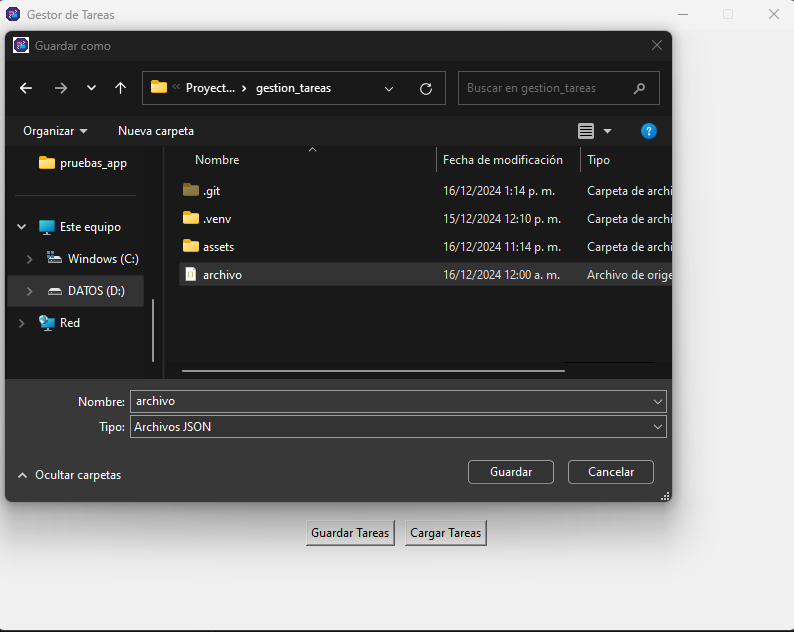 Gestor de Tareas
Guardar como
Proyect... gestion_tareas
Buscar en gestion_tareas
Organizar Nueva carpeta
pruebas_app
Este equipo
Windows (C:)
DATOS (D:)
Red
Nombre Fecha de modificación Tipo
.git 16/12/2024 1:14 p. m. Carpeta de archi
.venv 15/12/2024 12:10 p. m. Carpeta de archi
assets 16/12/2024 11:14 p. m. Carpeta de archi
archivo 16/12/2024 12:00 a. m. Archivo de orige
Nombre: archivo
Tipo: Archivos JSON
Ocultar carpetas
Guardar Cancelar
Guardar Tareas Cargar Tareas